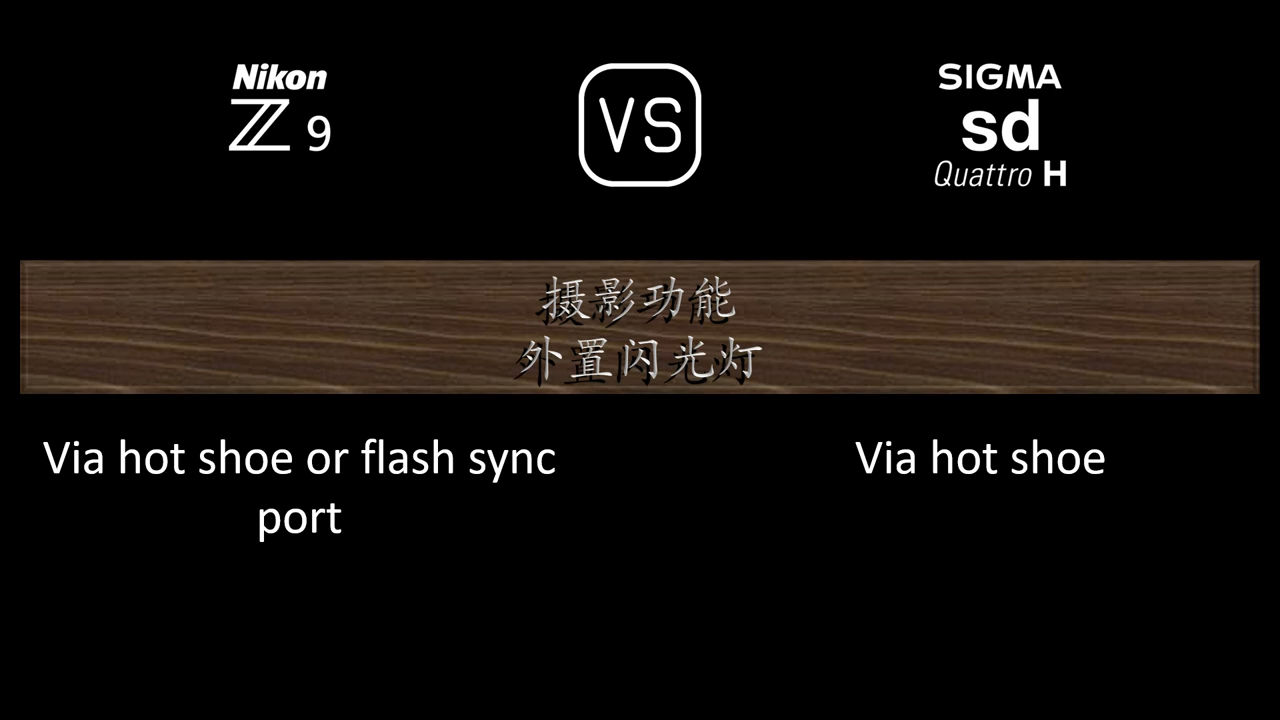 Nikon
Z 9
VS
SIGMA
sd
Quattro H
摄影功能
外置闪光灯
Via hot shoe or flash sync
port
Via hot shoe